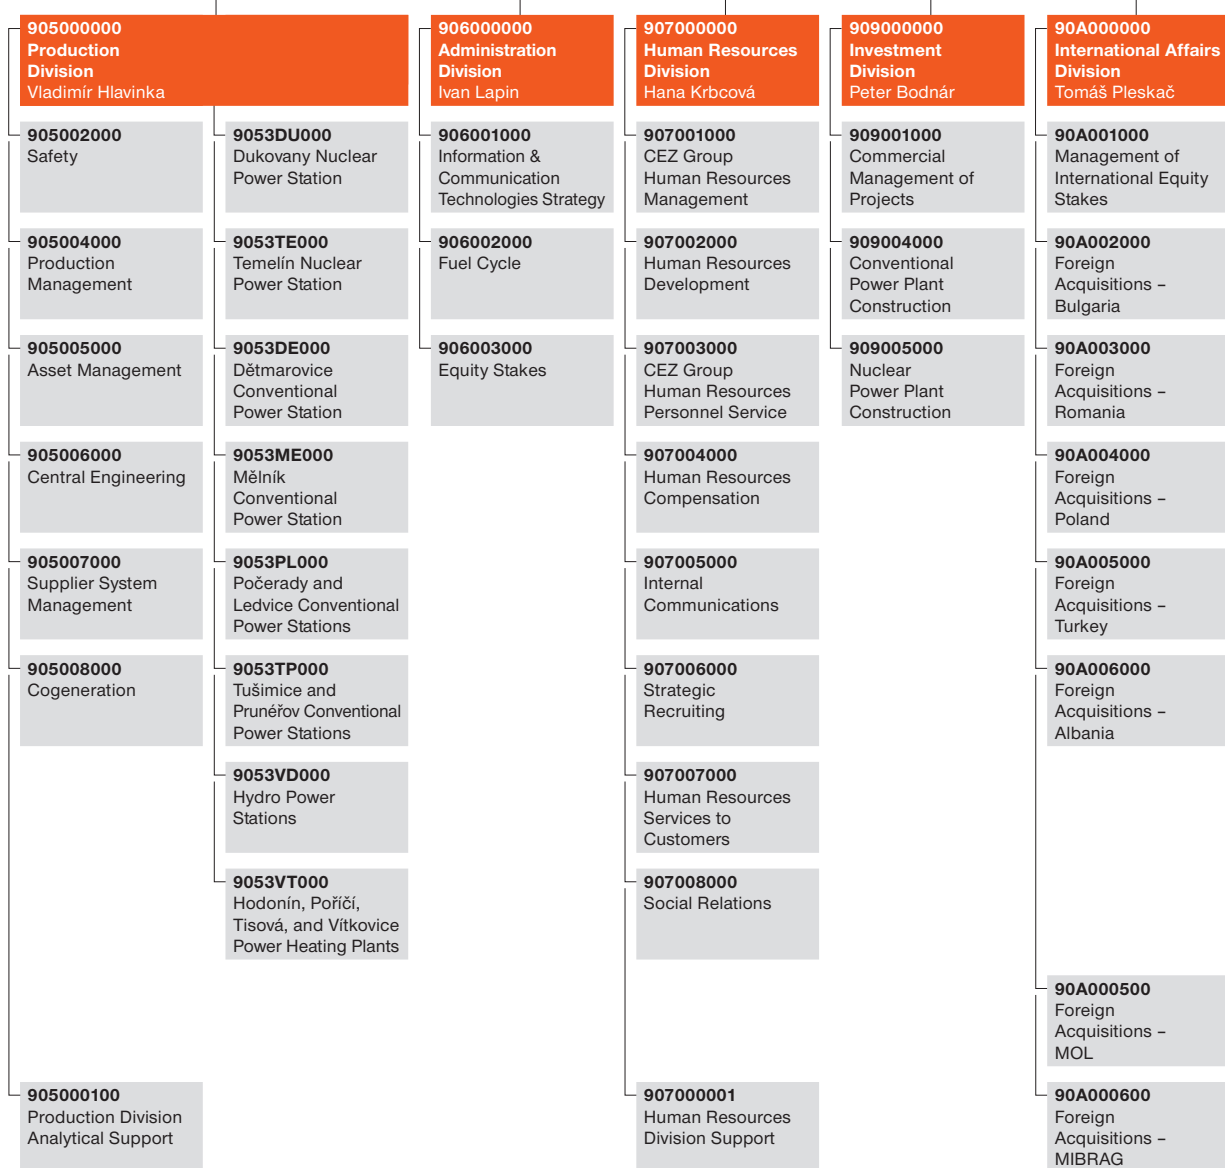 905000000
Production
Division
Vladimír Hlavinka
905002000
Safety
905004000
Production
Management
905005000
Asset Management
905006000
Central Engineering
905007000
Supplier System
Management
905008000
Cogeneration
905000100
Production Division
Analytical Support
9053DU000
Dukovany Nuclear
Power Station
9053TE000
Temelín Nuclear
Power Station
9053DE000
Dětmarovice
Conventional
Power Station
9053ME000
Mělník
Conventional
Power Station
9053PL000
Počerady and
Ledvice Conventional
Power Stations
9053TP000
Tušimice and
Prunéřov Conventional
Power Stations
9053VD000
Hydro Power
Stations
9053VT000
Hodonín, Poříčí,
Tisová, and Vítkovice
Power Heating Plants
906000000
Administration
Division
Ivan Lapin
906001000
Information &
Communication
Technologies Strategy
906002000
Fuel Cycle
906003000
Equity Stakes
907000000
Human Resources
Division
Hana Krbcová
907001000
CEZ Group
Human Resources
Management
907002000
Human Resources
Development
907003000
CEZ Group
Human Resources
Personnel Service
907004000
Human Resources
Compensation
907005000
Internal
Communications
907006000
Strategic
Recruiting
907007000
Human Resources
Services to
Customers
907008000
Social Relations
907000001
Human Resources
Division Support
909000000
Investment
Division
Peter Bodnár
909001000
Commercial
Management of
Projects
909004000
Conventional
Power Plant
Construction
909005000
Nuclear
Power Plant
Construction
90A000000
International Affairs
Division
Tomáš Pleskač
90A001000
Management of
International Equity
Stakes
90A002000
Foreign
Acquisitions –
Bulgaria
90A003000
Foreign
Acquisitions –
Romania
90A004000
Foreign
Acquisitions –
Poland
90A005000
Foreign
Acquisitions –
Turkey
90A006000
Foreign
Acquisitions –
Albania
90A000500
Foreign
Acquisitions –
MOL
90A000600
Foreign
Acquisitions –
MIBRAG